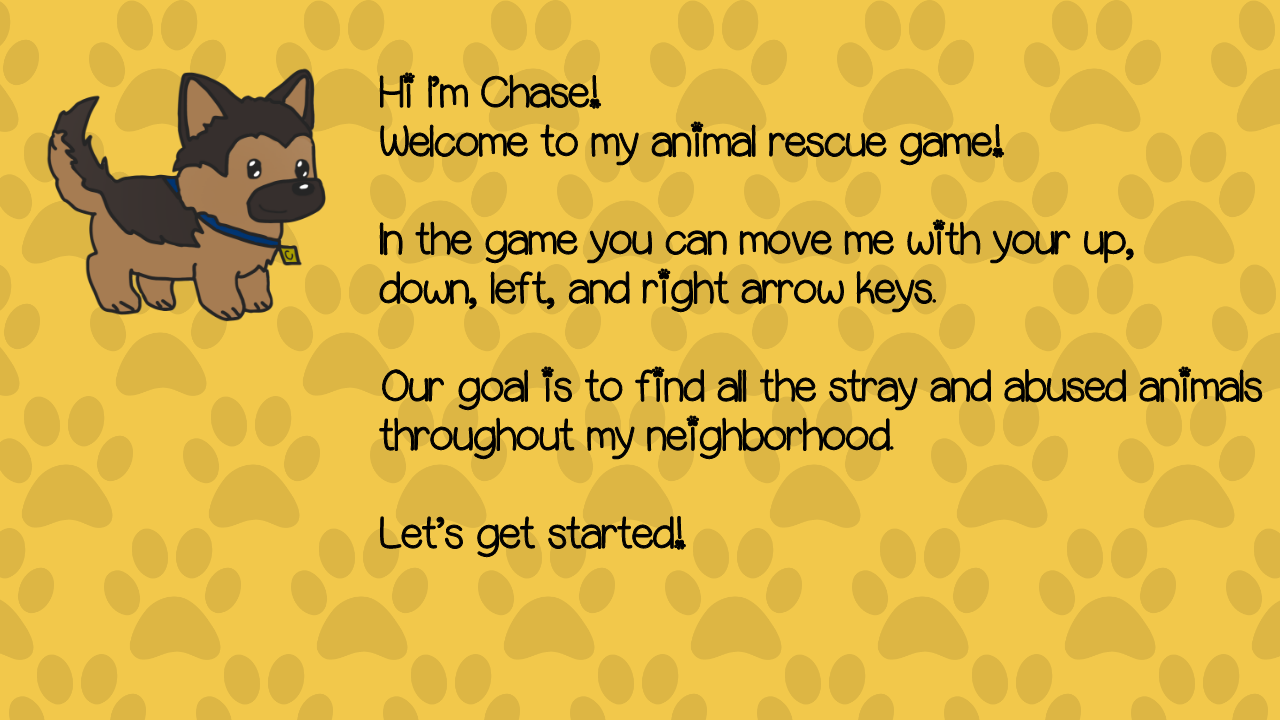 Hi I'm Chase!
Welcome to my animal rescue game!
In the game you can move me with your up,
down, left, and right arrow keys.
Our goal is to find all the stray and abused animals
throughout my neighborhood.
Let's get started!
C